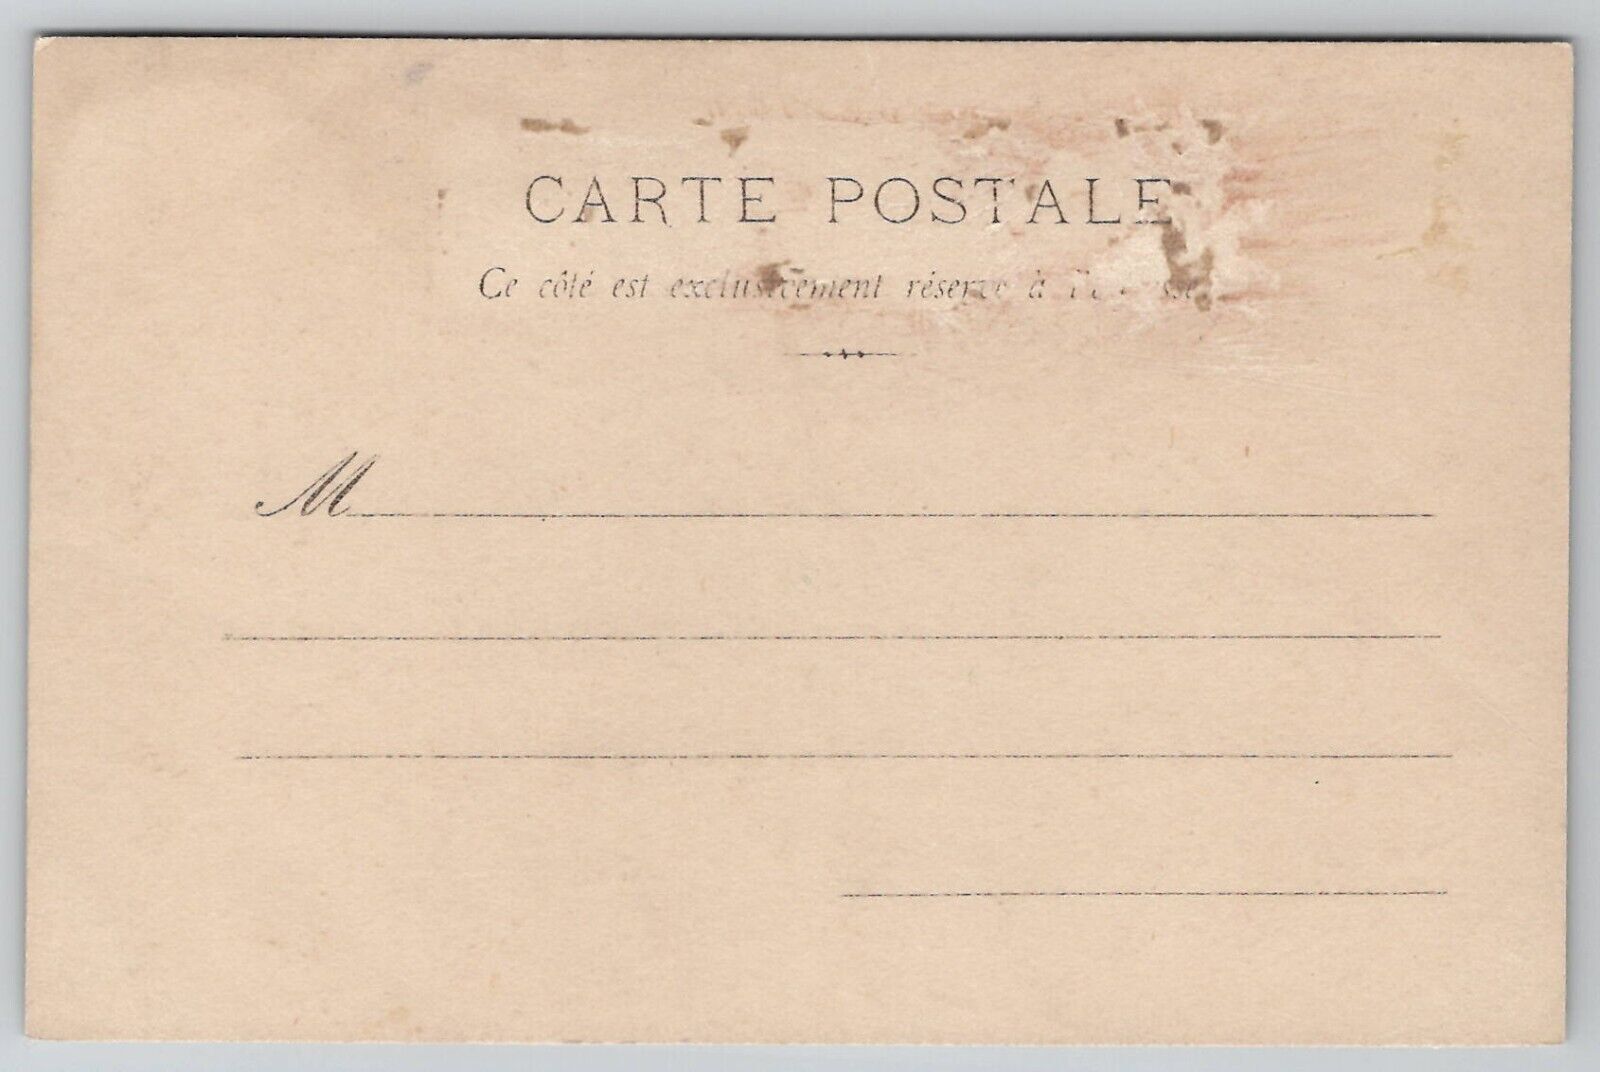 CARTE POSTALE
Ce côté est exclusivement réservé à
M